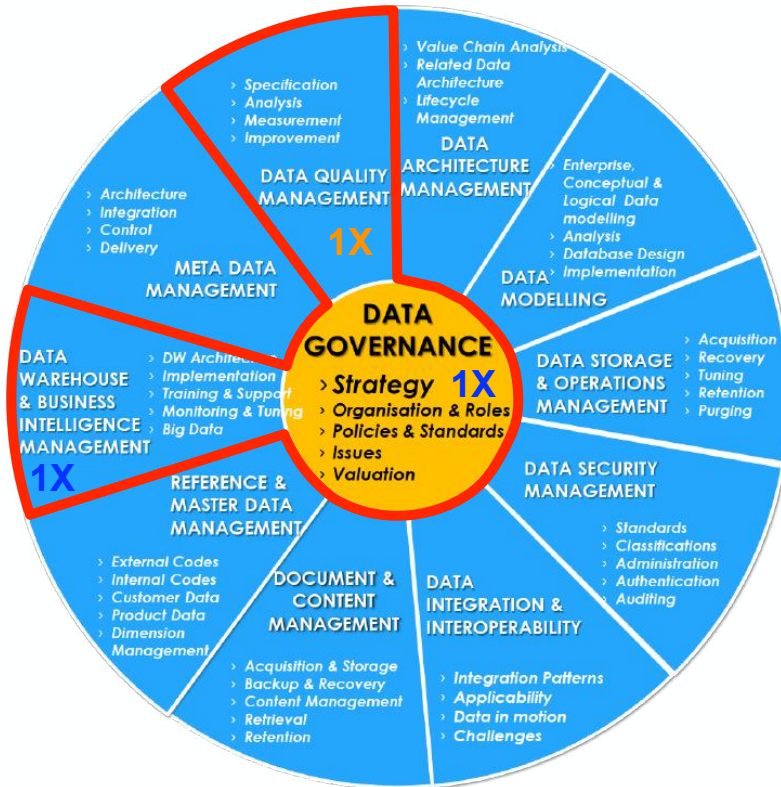 › Specification
› Analysis
› Measurement
› Improvement
DATA QUALITY
MANAGEMENT
1X
› Value Chain Analysis
› Related Data
Architecture
› Lifecycle
Management
DATA
ARCHITECTURE
MANAGEMENT
› Enterprise,
Conceptual &
Logical Data
modelling
› Analysis
› Database Design
› Implementation
DATA
MODELLING
› Acquisition
› Recovery
› Tuning
› Retention
› Purging
DATA STORAGE
& OPERATIONS
MANAGEMENT
DATA SECURITY
MANAGEMENT
› Standards
› Classifications
› Administration
› Authentication
› Auditing
DATA
INTEGRATION &
INTEROPERABILITY
› Integration Patterns
› Applicability
› Data in motion
› Challenges
DOCUMENT &
CONTENT
MANAGEMENT
› Acquisition & Storage
› Backup & Recovery
› Content Management
› Retrieval
› Retention
REFERENCE &
MASTER DATA
MANAGEMENT
› External Codes
› Internal Codes
› Customer Data
› Product Data
› Dimension
Management
DATA
WAREHOUSE
& BUSINESS
INTELLIGENCE
MANAGEMENT
1X
› DW Architecture
› Implementation
› Training & Support
› Monitoring & Tuning
› Big Data
› Architecture
› Integration
› Control
› Delivery
META DATA
MANAGEMENT
DATA
GOVERNANCE
› Strategy
1X
› Organisation & Roles
› Policies & Standards
› Issues
› Valuation